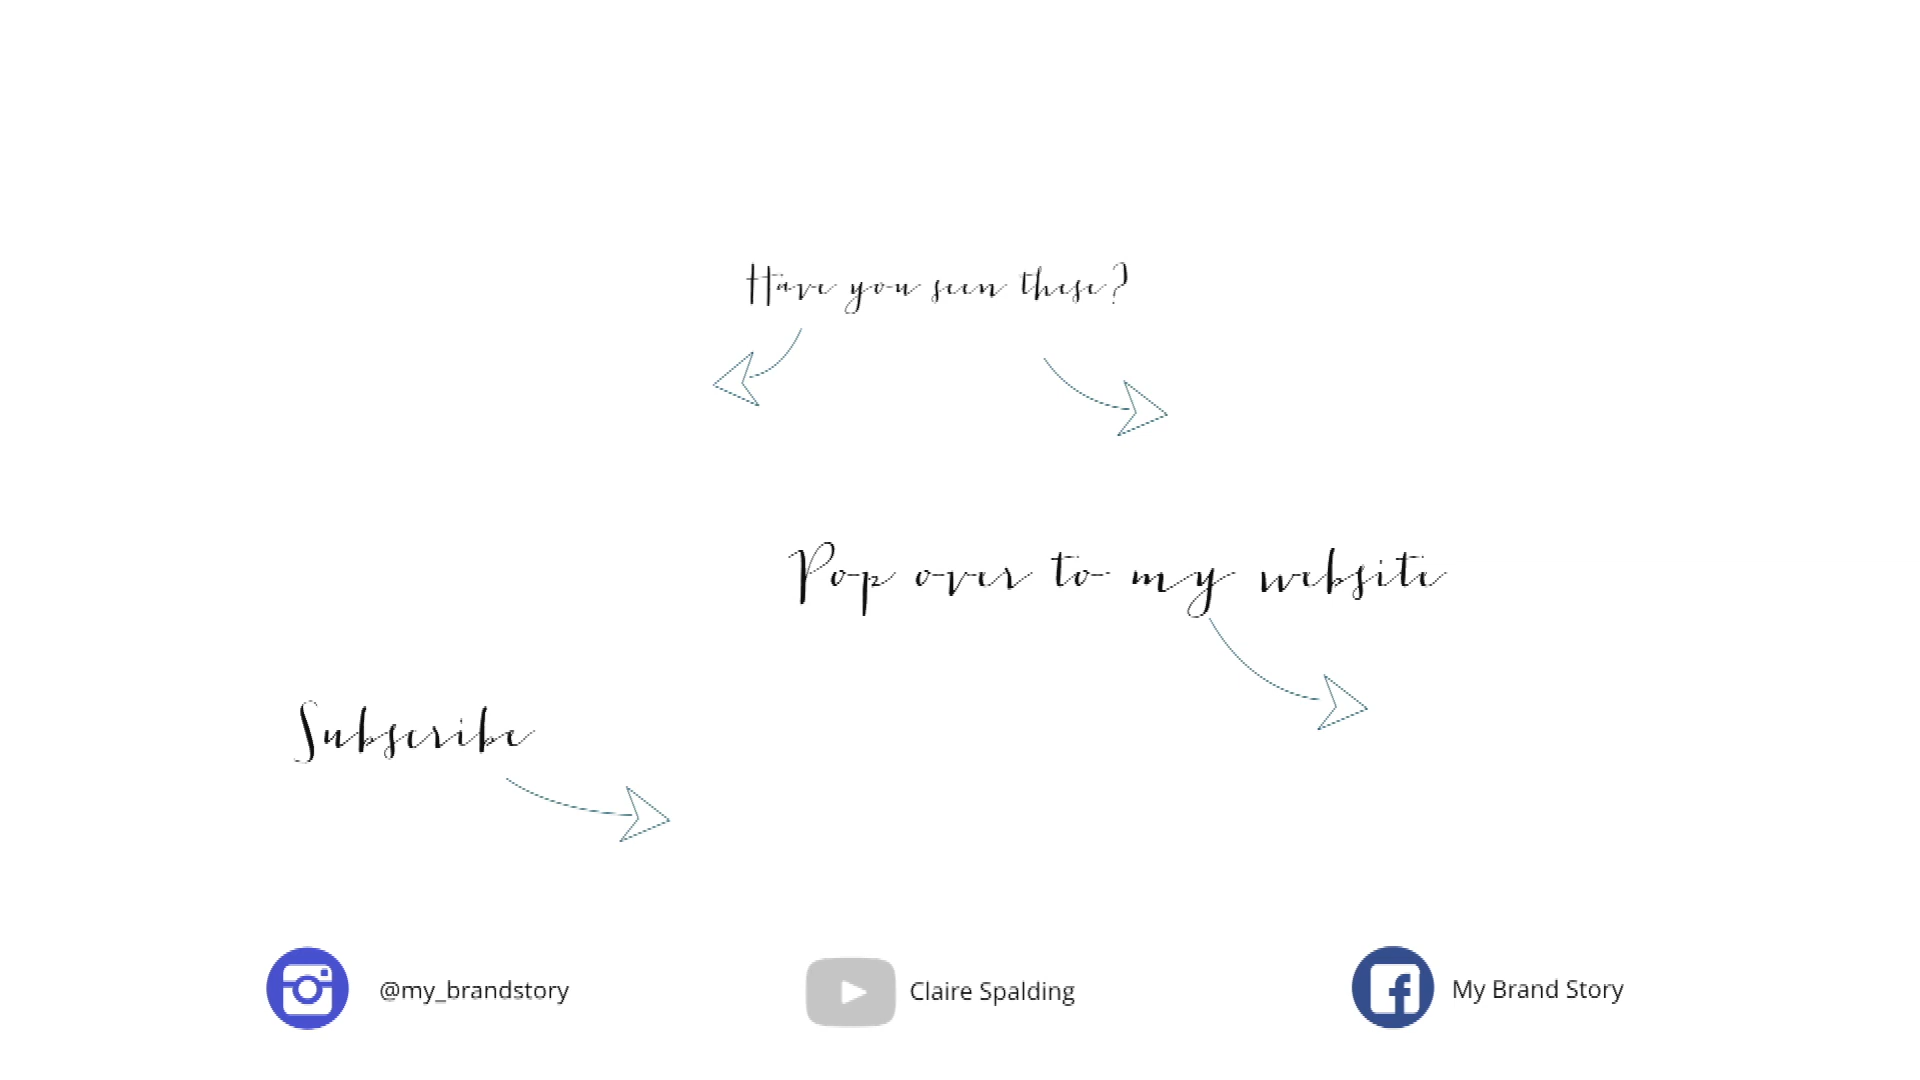 Have you seen these?
Pop over to my website
Subscribe
@my_brandstory
Claire Spalding
My Brand Story